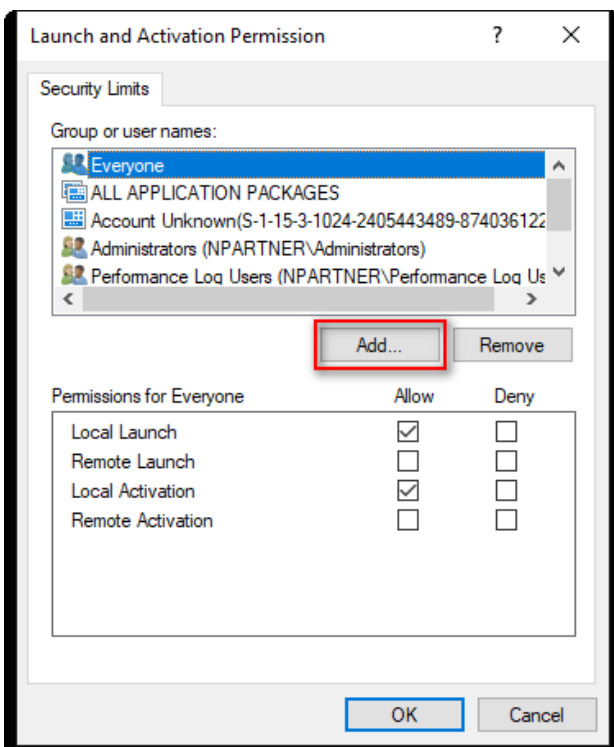 Launch and Activation Permission ?
Security Limits
Group or user names:
Everyone
ALL APPLICATION PACKAGES
Account Unknown(S-1-15-3-1024-2405443489-874036122
Administrators (NPARTNER\Administrators)
Performance Log Users (NPARTNER\Performance Log Us
Add... Remove
Permissions for Everyone Allow Deny
Local Launch
Remote Launch
Local Activation
Remote Activation
OK Cancel